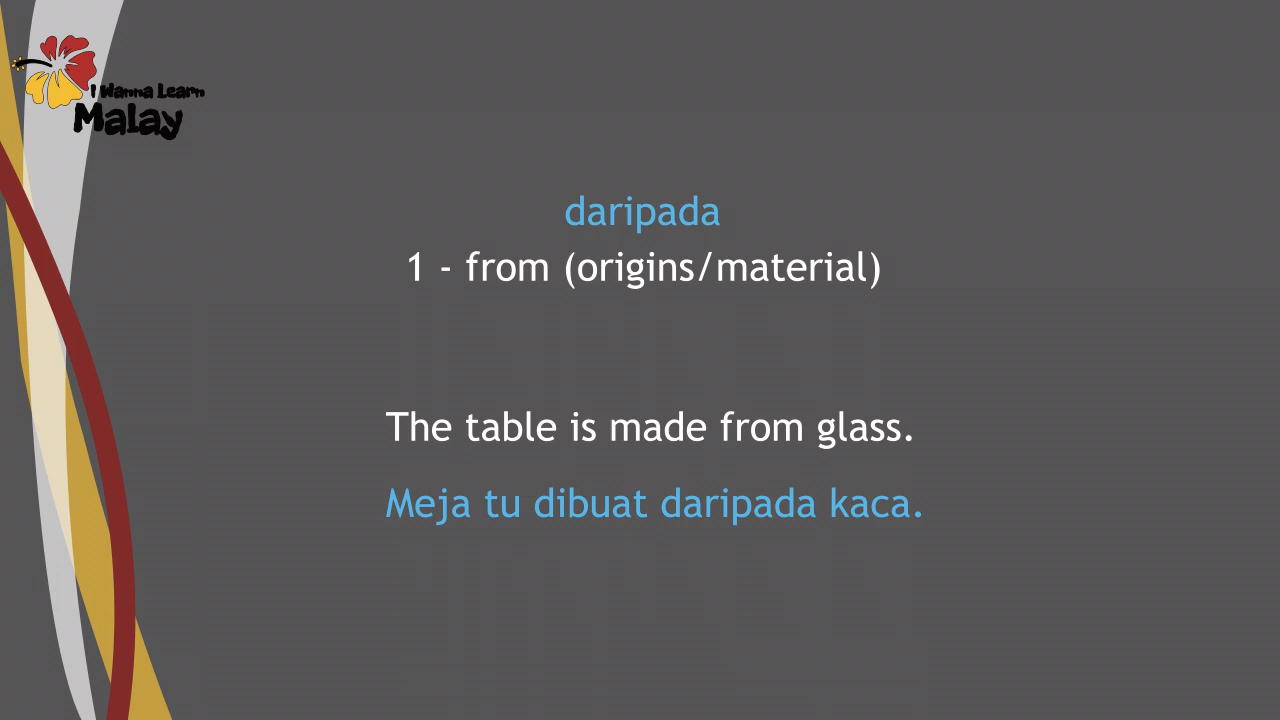 I Wanna Learn
Malay
daripada
1 - from (origins/material)
The table is made from glass.
Meja tu dibuat daripada kaca.